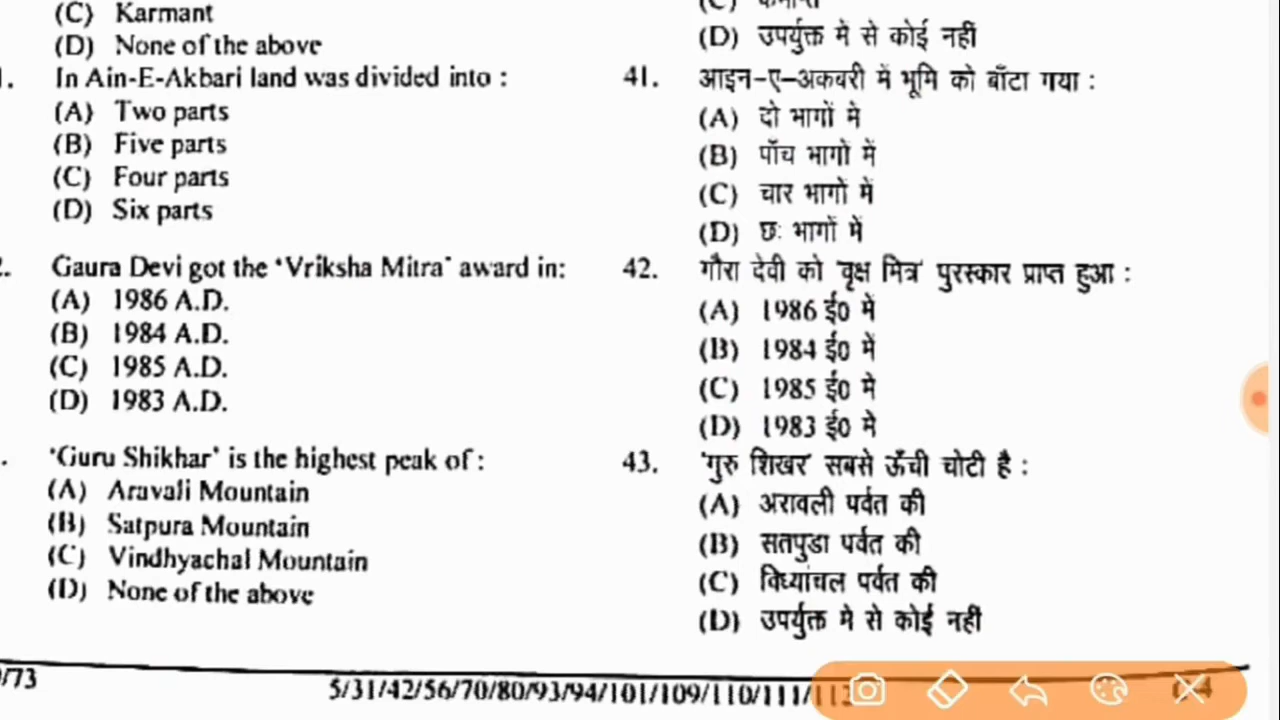 (C) Karmant
(D) None of the above
In Ain-E-Akbari land was divided into :
(A) Two parts
(B) Five parts
(C) Four parts
(D) Six parts
Gaura Devi got the ‘Vriksha Mitra’ award in:
(A) 1986 A.D.
(B) 1984 A.D.
(C) 1985 A.D.
(D) 1983 A.D.
‘Guru Shikhar’ is the highest peak of :
(A) Aravali Mountain
(B) Satpura Mountain
(C) Vindhyachal Mountain
(D) None of the above
(D) उपर्युक्त में से कोई नहीं
41. आइन-ए-अकबरी में भूमि को बाँटा गया :
(A) दो भागों मे
(B) पाँच भागो में
(C) चार भागों में
(D) छः भागों में
42. गौरा देवी को 'वृक्ष मित्र' पुरस्कार प्राप्त हुआ :
(A) 1986 ई0 में
(B) 1984 ई0 में
(C) 1985 ई0 मे
(D) 1983 ई0 मे
43. 'गुरु शिखर' सबसे ऊँची चोटी है :
(A) अरावली पर्वत की
(B) सतपुडा पर्वत की
(C) विध्यांचल पर्वत की
(D) उपर्युक्त मे से कोई नहीं
/73
5/31/42/56/70/80/93/94/101/109/110/111/112